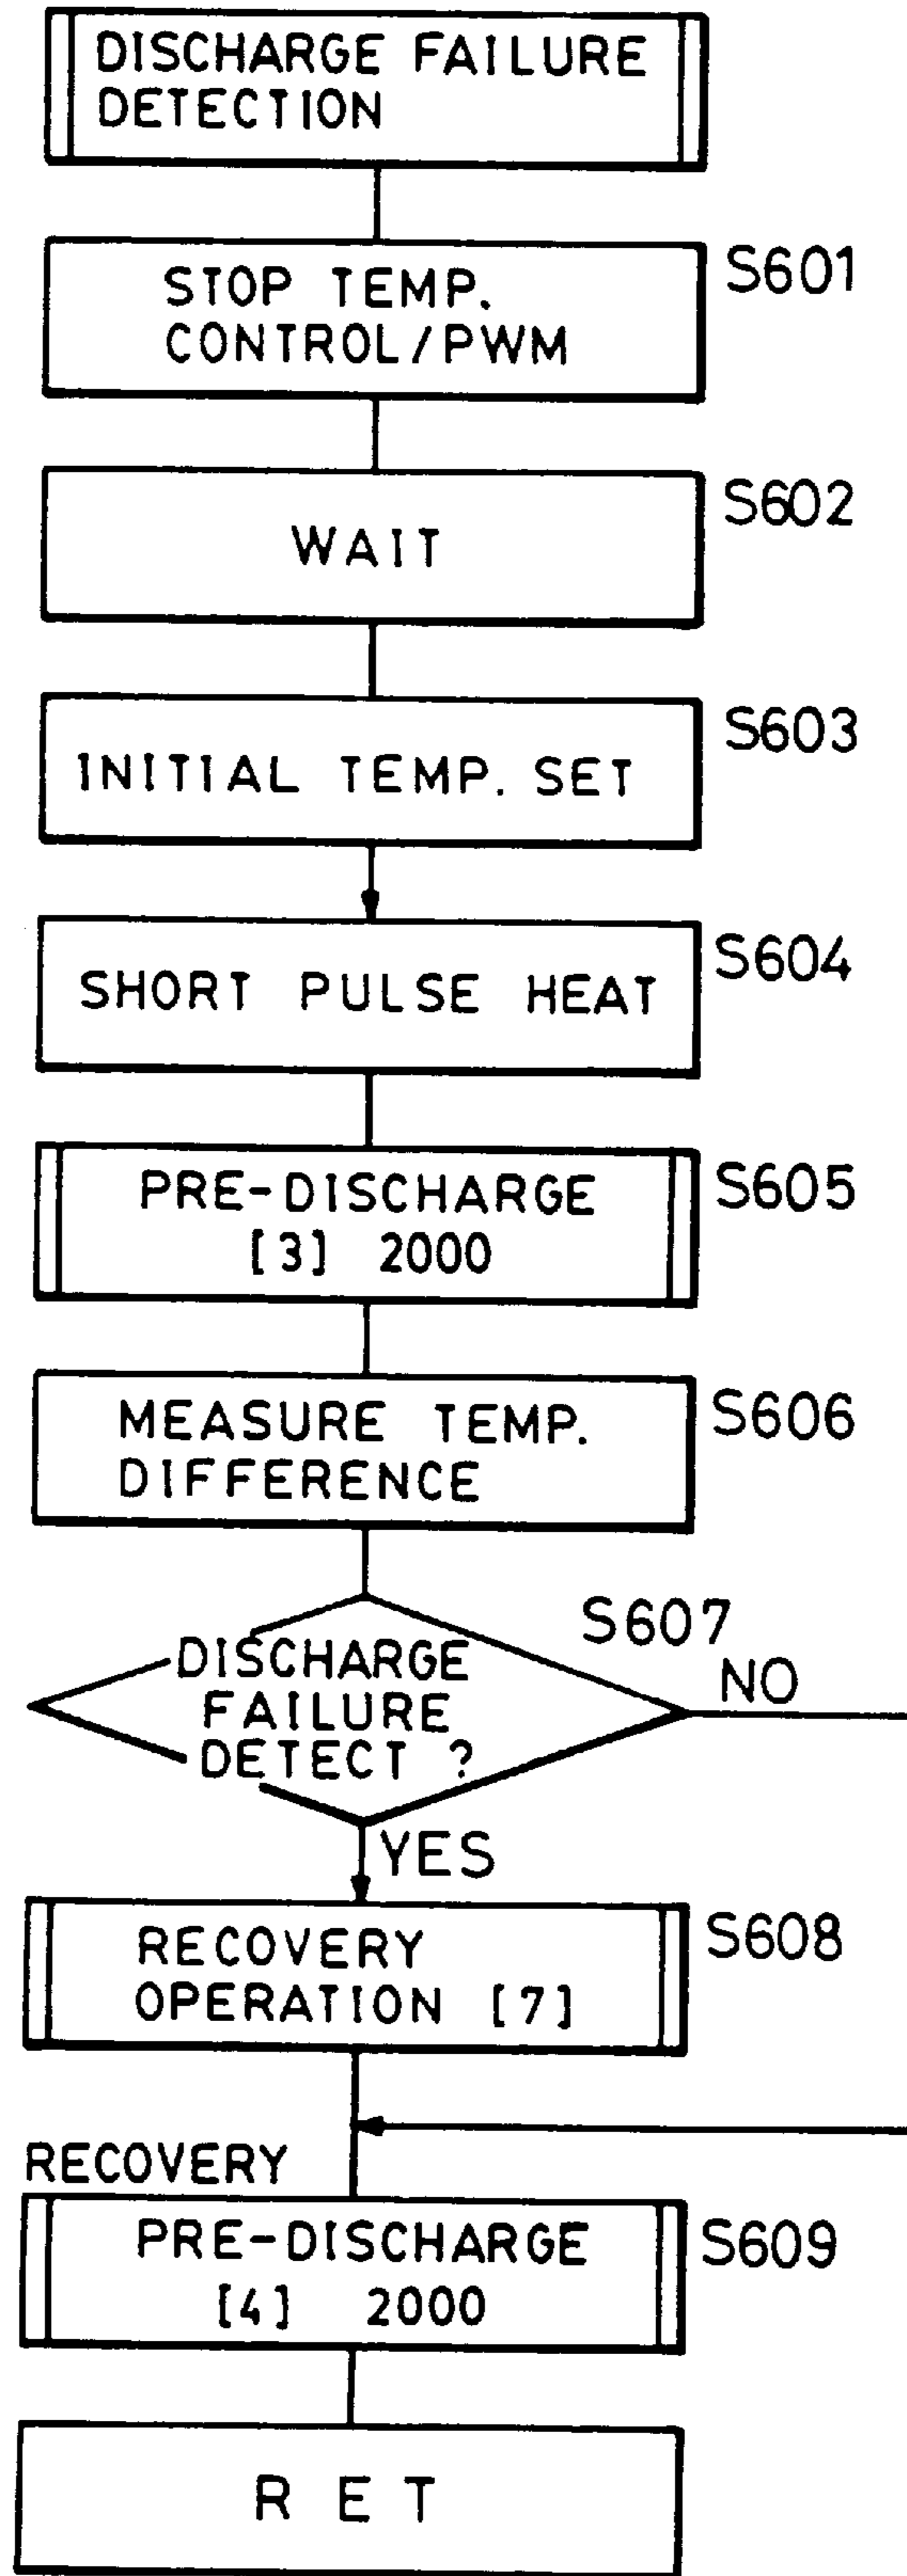 DISCHARGE FAILURE
DETECTION
S601
STOP TEMP.
CONTROL/PWM
S602
WAIT
S603
INITIAL TEMP. SET
S604
SHORT PULSE HEAT
S605
PRE-DISCHARGE
[3] 2000
S606
MEASURE TEMP.
DIFFERENCE
S607
DISCHARGE
FAILURE
DETECT ?
NO
YES
S608
RECOVERY
OPERATION [7]
RECOVERY
S609
PRE-DISCHARGE
[4] 2000
RET